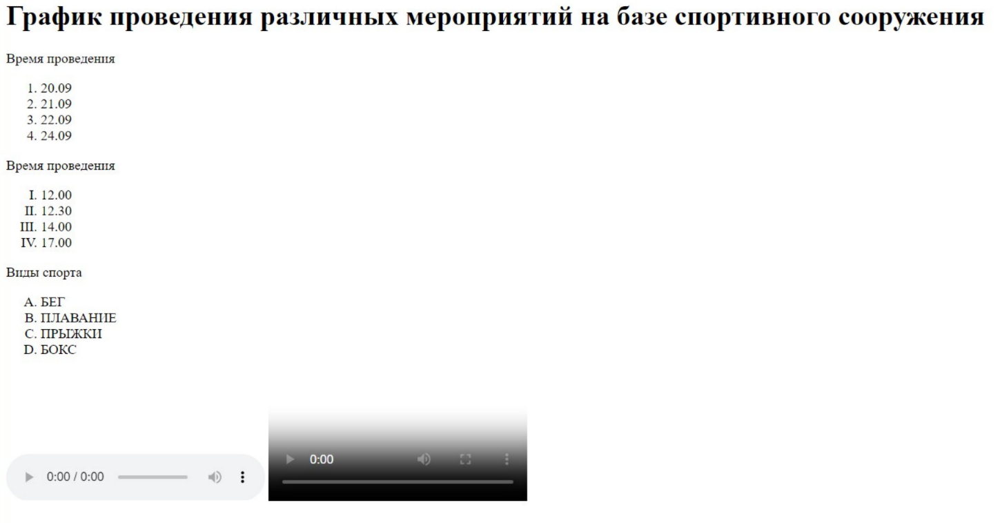 График проведения различных мероприятий на базе спортивного сооружения
Время проведения
1. 20.09
2. 21.09
3. 22.09
4. 24.09
Время проведения
I. 12.00
II. 12.30
III. 14.00
IV. 17.00
Виды спорта
A. БЕГ
B. ПЛАВАНИЕ
C. ПРЫЖКИ
D. БОКС
0:00 / 0:00
0:00